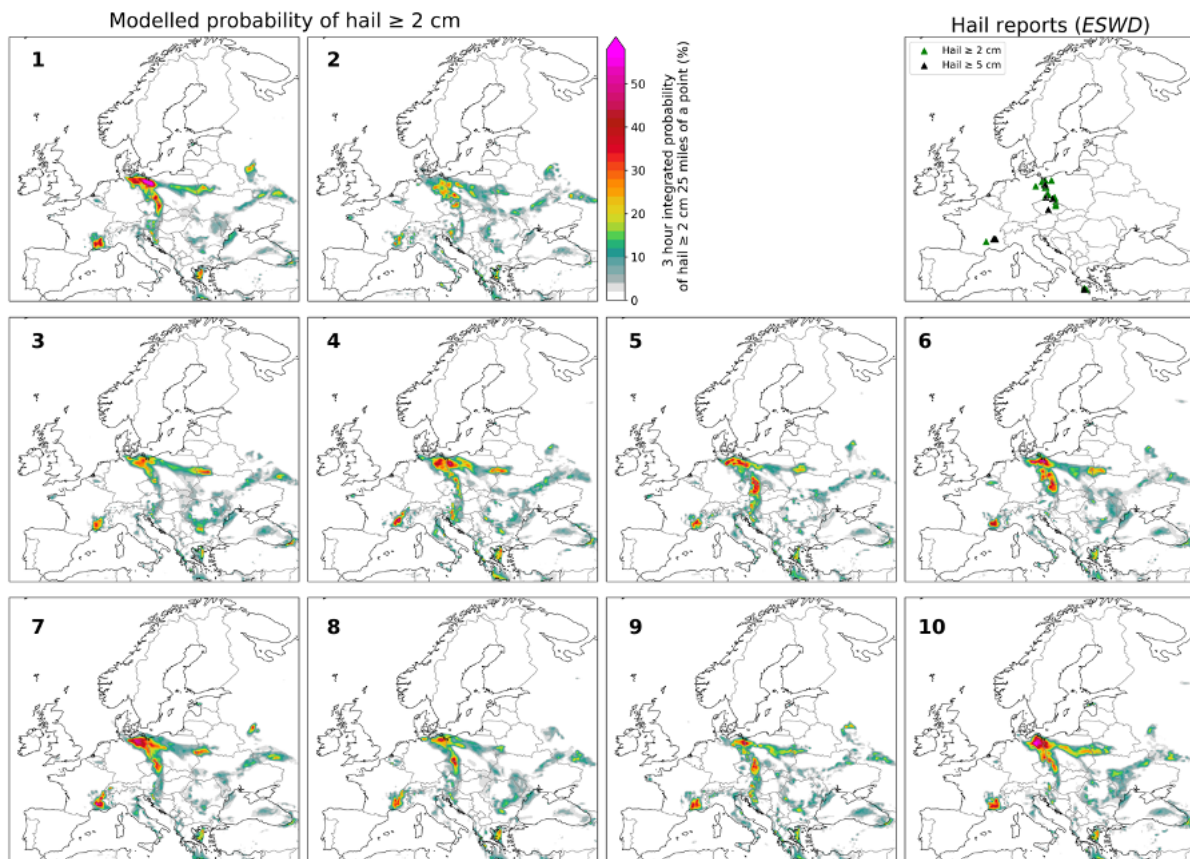 Modelled probability of hail ≥ 2 cm
Hail reports (ESWD)
1
2
50
40
30
20
10
0
3 hour integrated probability
of hail ≥ 2 cm 25 miles of a point (%)
Hail ≥ 2 cm
Hail ≥ 5 cm
3
4
5
6
7
8
9
10